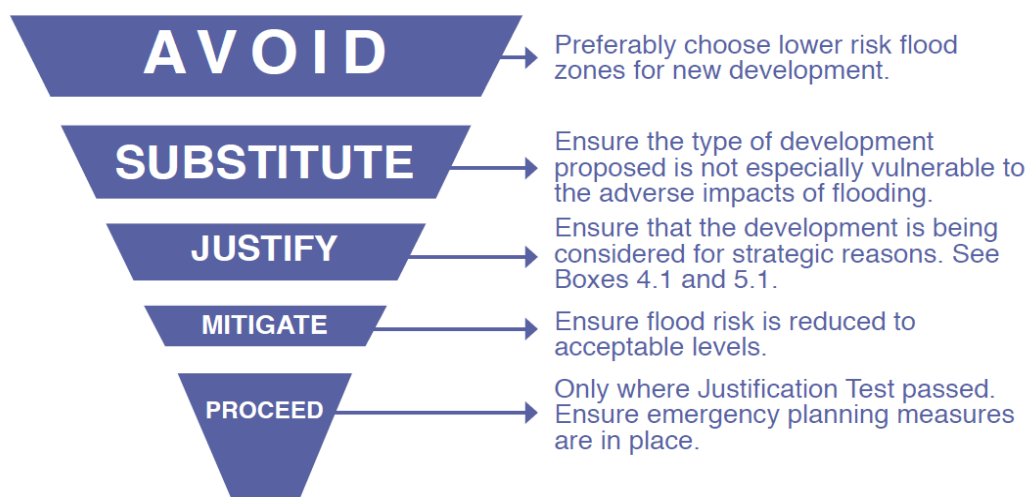 AVOID
Preferably choose lower risk flood
zones for new development.
SUBSTITUTE
Ensure the type of development
proposed is not especially vulnerable to
the adverse impacts of flooding.
JUSTIFY
Ensure that the development is being
considered for strategic reasons. See
Boxes 4.1 and 5.1.
MITIGATE
Ensure flood risk is reduced to
acceptable levels.
PROCEED
Only where Justification Test passed.
Ensure emergency planning measures
are in place.